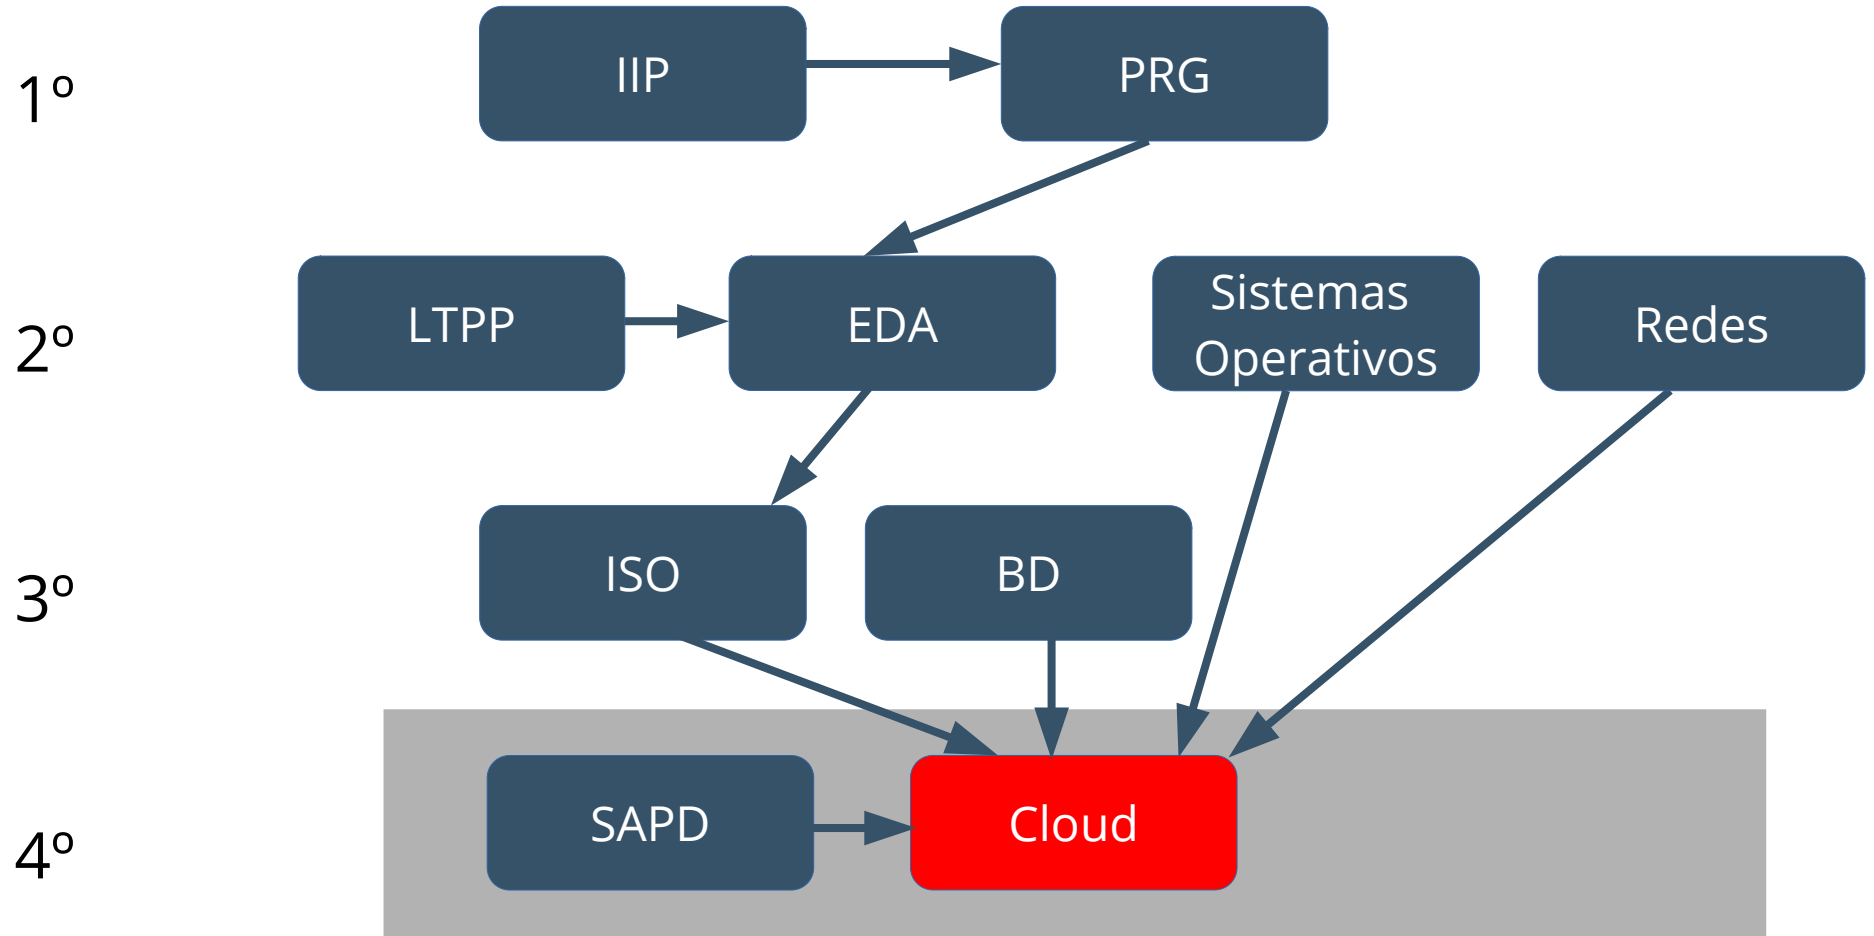 1º
IIP
PRG
2º
LTPP
EDA
Sistemas
Operativos
Redes
3º
ISO
BD
4º
SAPD
Cloud